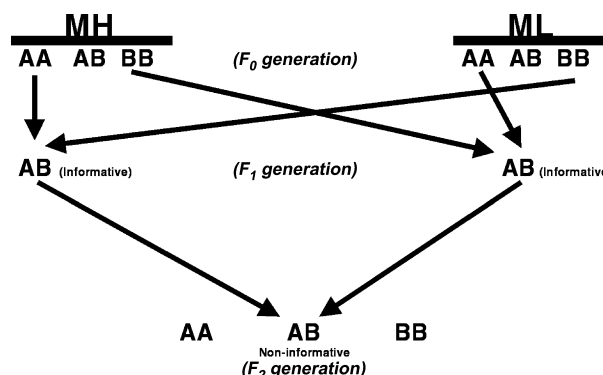 MH ML
AA AB BB (F0 generation) AA AB BB
AB (Informative) (F1 generation) AB (Informative
AA AB BB
Non-informative
(F2 generation)